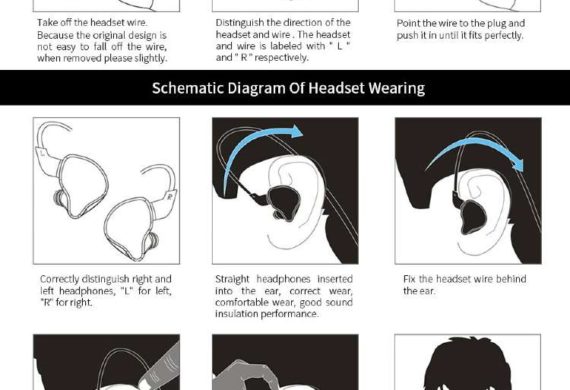 Take off the headset wire.
Because the original design is
not easy to fall off the wire,
when removed please slightly.
Distinguish the direction of the
headset and wire . The headset
and wire is labeled with " L "
and " R " respectively.
Point the wire to the plug and
push it in until it fits perfectly.
Schematic Diagram Of Headset Wearing
Correctly distinguish right and
left headphones, "L" for left,
"R" for right.
Straight headphones inserted
into the ear, correct wear,
comfortable wear, good sound
insulation performance.
Fix the headset wire behind
the ear.